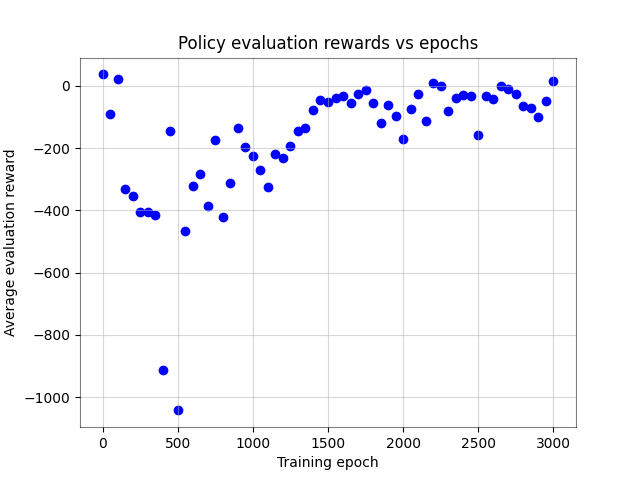 Policy evaluation rewards vs epochs
Average evaluation reward
0
−200
−400
−600
−800
−1000
0 500 1000 1500 2000 2500 3000
Training epoch